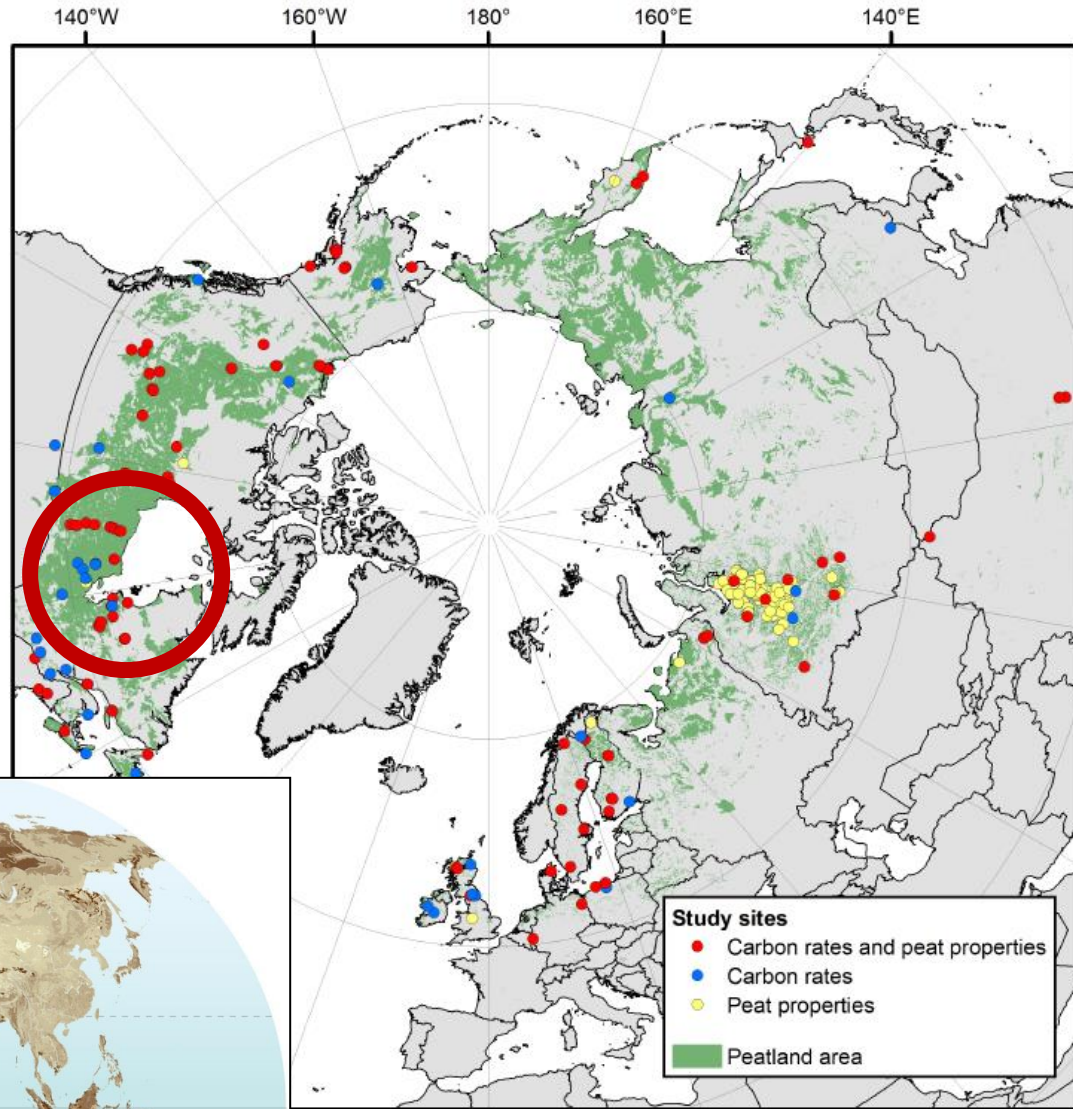 140°W 160°W 180° 160°E 140°E
Study sites
Carbon rates and peat properties
Carbon rates
Peat properties
Peatland area